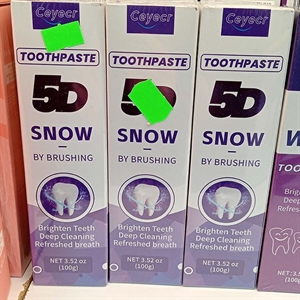 Ceyecr
TOOTHPASTE
5D
SNOW
BY BRUSHING
Brighten Teeth
Deep Cleaning
Refreshed breath
NET 3.52 oz
(100g)
Ceyecr
TOOTHPASTE
5D
SNOW
BY BRUSHING
Brighten Teeth
Deep Cleaning
Refreshed breath
NET 3.52 oz
(100g)
Ceyecr
TOOTHPASTE
5D
SNOW
BY BRUSHING
Brighten Teeth
Deep Cleaning
Refreshed breath
NET 3.52 oz
(100g)